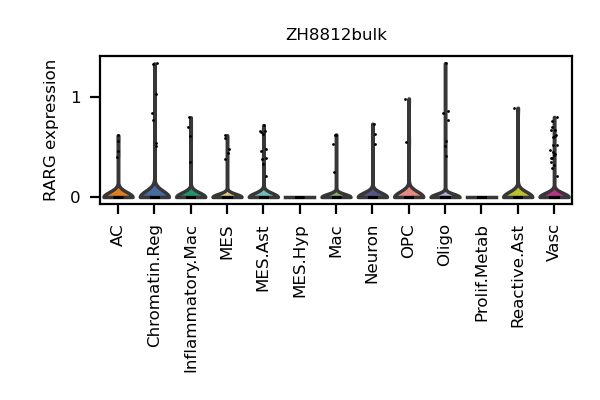 ZH8812bulk
RARG expression
1
0
AC
Chromatin.Reg
Inflammatory.Mac
MES
MES.Ast
MES.Hyp
Mac
Neuron
OPC
Oligo
Prolif.Metab
Reactive.Ast
Vasc